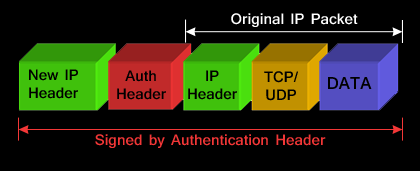 Original IP Packet
New IP
Header
Auth
Header
IP
Header
TCP/
UDP
DATA
Signed by Authentication Header